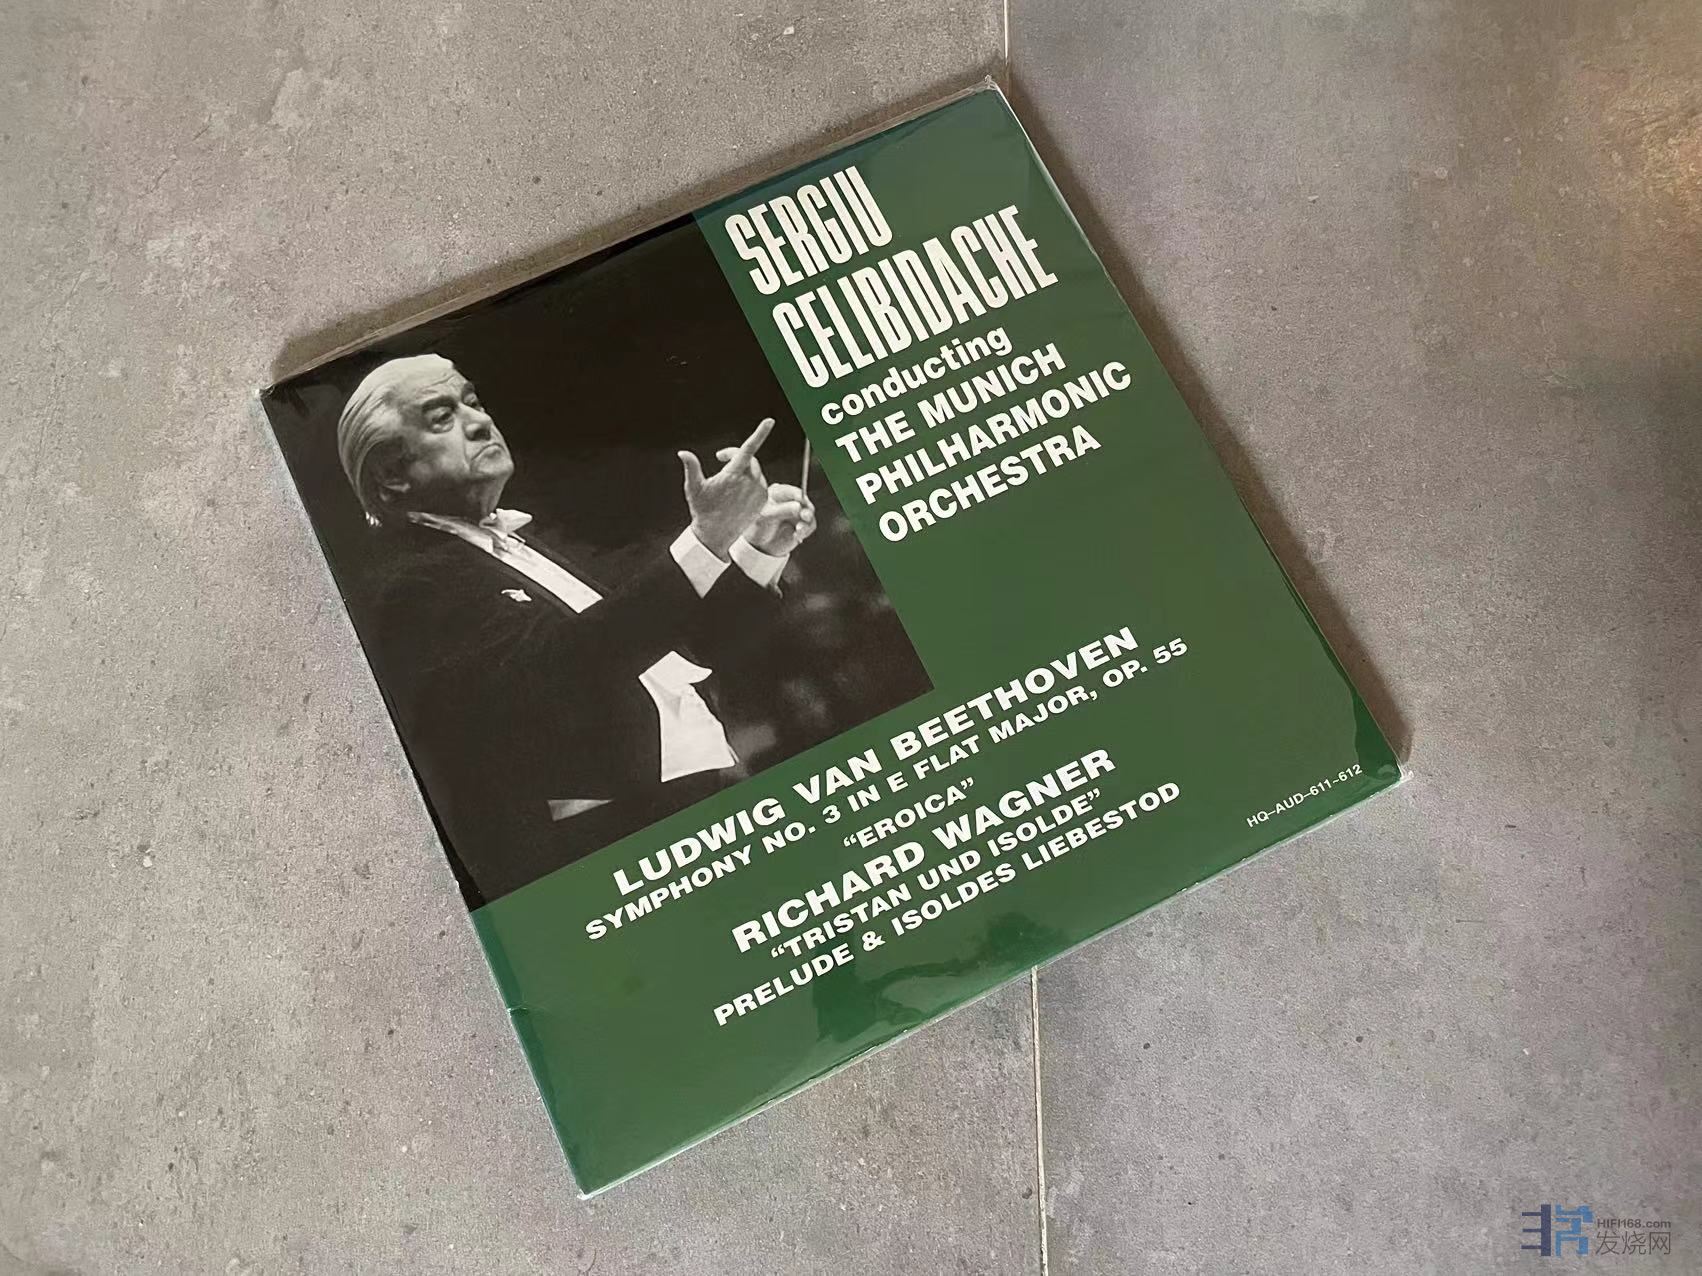 SERGIU
CELIBIDACHE
conducting
THE MUNICH
PHILHARMONIC
ORCHESTRA
LUDWIG VAN BEETHOVEN
SYMPHONY NO. 3 IN E FLAT MAJOR, OP. 55
“EROICA”
RICHARD WAGNER
“TRISTAN UND ISOLDE”
PRELUDE & ISOLDES LIEBESTOD
HQ-AUD-611-612
HIFI168.com
发烧网